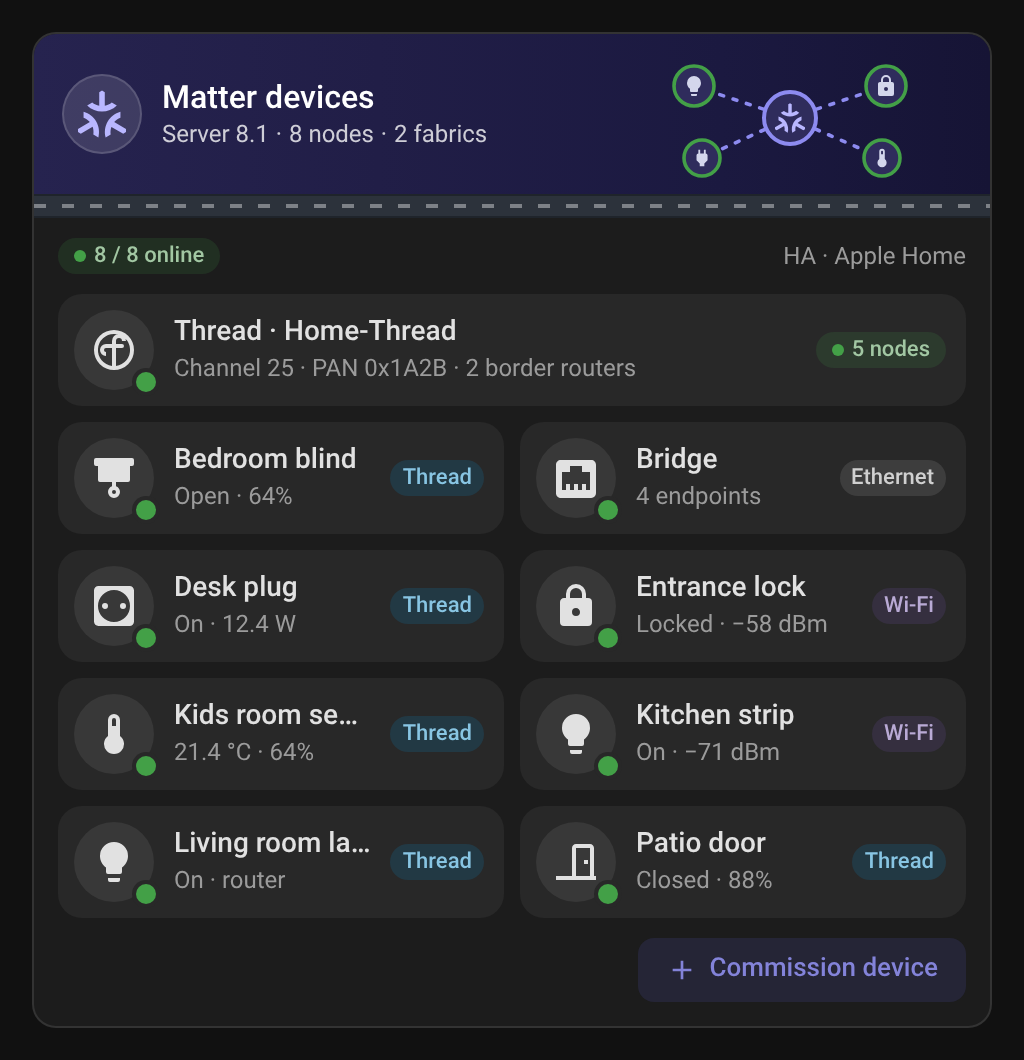 Matter devices
Server 8.1 · 8 nodes · 2 fabrics
8 / 8 online
HA · Apple Home
Thread · Home-Thread
Channel 25 · PAN 0x1A2B · 2 border routers
5 nodes
Bedroom blind
Open · 64%
Thread
Bridge
4 endpoints
Ethernet
Desk plug
On · 12.4 W
Thread
Entrance lock
Locked · −58 dBm
Wi-Fi
Kids room se…
21.4 °C · 64%
Thread
Kitchen strip
On · −71 dBm
Wi-Fi
Living room la…
On · router
Thread
Patio door
Closed · 88%
Thread
+ Commission device